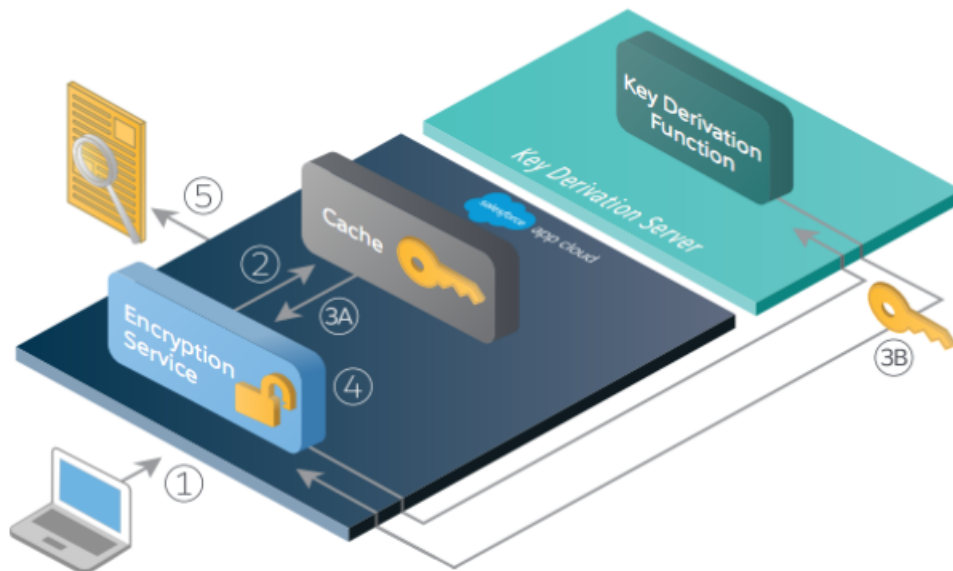 Key Derivation
Function
Key Derivation Server
salesforce
app cloud
Cache
5
2
3A
Encryption
Service
4
3B
1